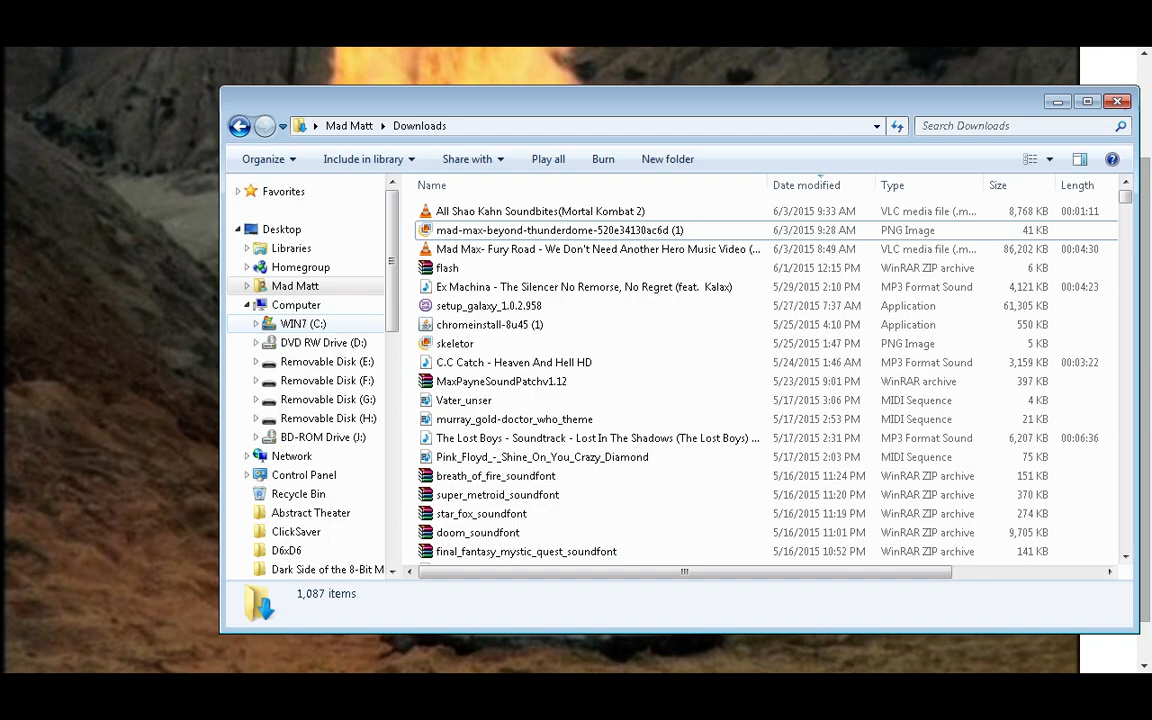 Mad Matt Downloads Search Downloads
Organize Include in library Share with Play all Burn New folder
Favorites
Desktop
Libraries
Homegroup
Mad Matt
Computer
WIN7 (C:)
DVD RW Drive (D:)
Removable Disk (E:)
Removable Disk (F:)
Removable Disk (G:)
Removable Disk (H:)
BD-ROM Drive (J:)
Network
Control Panel
Recycle Bin
Abstract Theater
ClickSaver
D6xD6
Dark Side of the 8-Bit M
Name Date modified Type Size Length
All Shao Kahn Soundbites(Mortal Kombat 2) 6/3/2015 9:33 AM VLC media file (.m... 8,768 KB 00:01:11
mad-max-beyond-thunderdome-520e34130ac6d (1) 6/3/2015 9:28 AM PNG Image 41 KB
Mad Max- Fury Road - We Don't Need Another Hero Music Video (... 6/3/2015 8:49 AM VLC media file (.m... 86,202 KB 00:04:30
flash 6/1/2015 12:15 PM WinRAR ZIP archive 6 KB
Ex Machina - The Silencer No Remorse, No Regret (feat. Kalax) 5/29/2015 2:10 PM MP3 Format Sound 4,121 KB 00:04:23
setup_galaxy_1.0.2.958 5/27/2015 7:37 AM Application 61,305 KB
chromeinstall-8u45 (1) 5/25/2015 4:10 PM Application 550 KB
skeletor 5/25/2015 1:47 PM PNG Image 5 KB
C.C Catch - Heaven And Hell HD 5/24/2015 1:46 AM MP3 Format Sound 3,159 KB 00:03:22
MaxPayneSoundPatchv1.12 5/23/2015 9:01 PM WinRAR archive 397 KB
Vater_unser 5/17/2015 3:06 PM MIDI Sequence 4 KB
murray_gold-doctor_who_theme 5/17/2015 2:53 PM MIDI Sequence 21 KB
The Lost Boys - Soundtrack - Lost In The Shadows (The Lost Boys) ... 5/17/2015 2:31 PM MP3 Format Sound 6,207 KB 00:06:36
Pink_Floyd_-_Shine_On_You_Crazy_Diamond 5/17/2015 2:03 PM MIDI Sequence 75 KB
breath_of_fire_soundfont 5/16/2015 11:24 PM WinRAR ZIP archive 151 KB
super_metroid_soundfont 5/16/2015 11:20 PM WinRAR ZIP archive 370 KB
star_fox_soundfont 5/16/2015 11:19 PM WinRAR ZIP archive 274 KB
doom_soundfont 5/16/2015 11:01 PM WinRAR ZIP archive 9,705 KB
final_fantasy_mystic_quest_soundfont 5/16/2015 10:52 PM WinRAR ZIP archive 141 KB
1,087 items